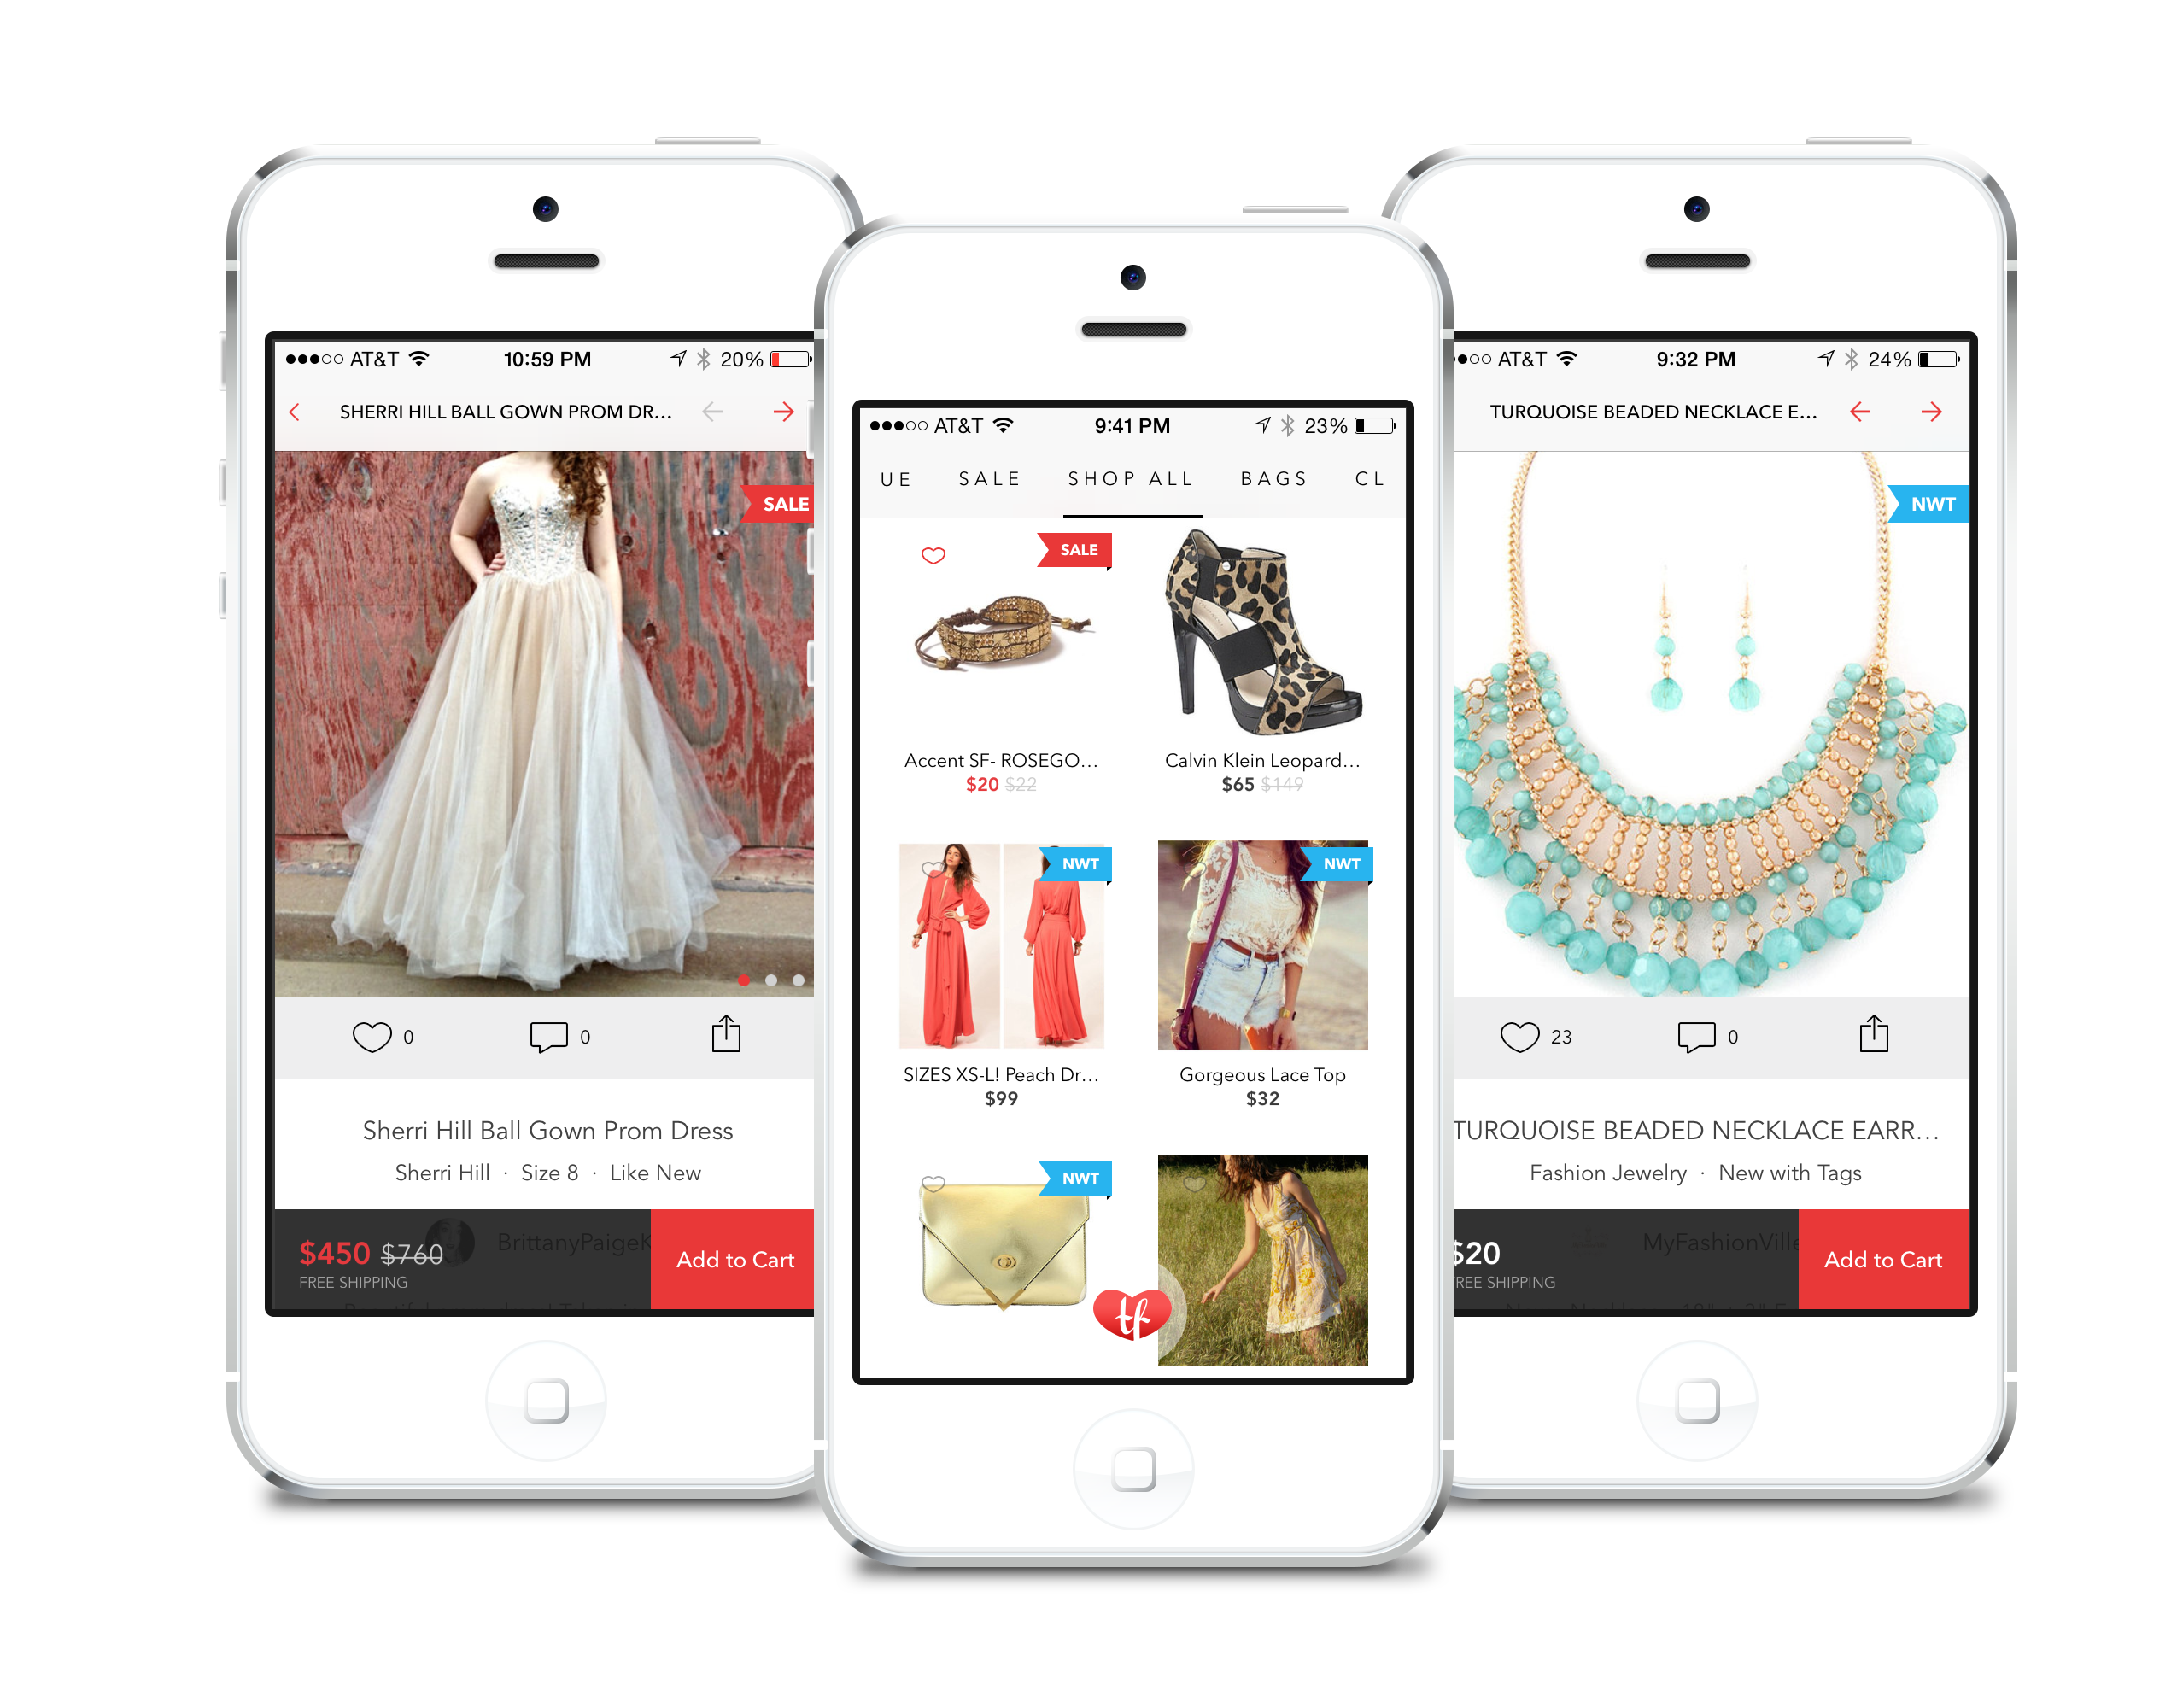 AT&T 10:59 PM 20%
SHERRI HILL BALL GOWN PROM DR...
SALE
0 0
Sherri Hill Ball Gown Prom Dress
Sherri Hill · Size 8 · Like New
$450 $760
FREE SHIPPING
BrittanyPaigeK
Add to Cart
AT&T 9:41 PM 23%
UE SALE SHOP ALL BAGS CL
SALE
Accent SF- ROSEGO...
$20 $22
Calvin Klein Leopard...
$65 $149
NWT
SIZES XS-L! Peach Dr...
$99
NWT
Gorgeous Lace Top
$32
NWT
tf
AT&T 9:32 PM 24%
TURQUOISE BEADED NECKLACE E...
NWT
23 0
TURQUOISE BEADED NECKLACE EARR...
Fashion Jewelry · New with Tags
$20
FREE SHIPPING
MyFashionVille
Add to Cart